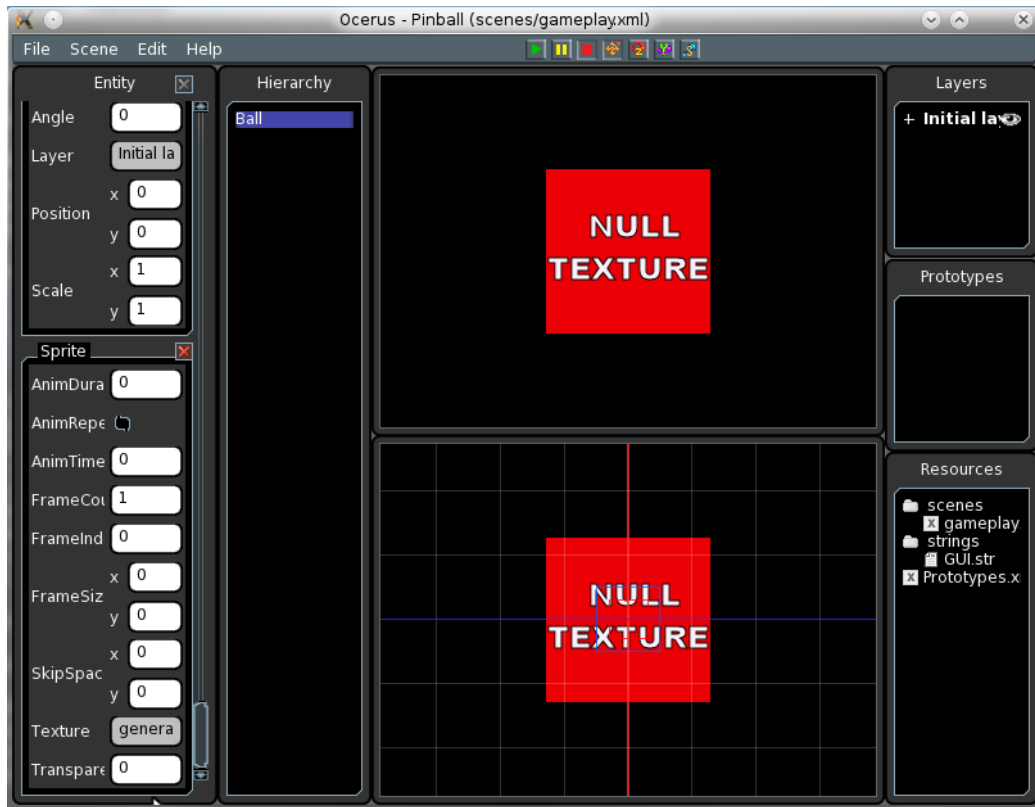 Ocerus - Pinball (scenes/gameplay.xml)
File Scene Edit Help
Entity
Angle 0
Layer Initial la
Position x 0
y 0
Scale x 1
y 1
Sprite
AnimDura 0
AnimRepe
AnimTime 0
FrameCou 1
FrameInd 0
FrameSiz x 0
y 0
SkipSpac x 0
y 0
Texture genera
Transpare 0
Hierarchy
Ball
NULL
TEXTURE
NULL
TEXTURE
Layers
+ Initial lay
Prototypes
Resources
scenes
gameplay
strings
GUI.str
Prototypes.x